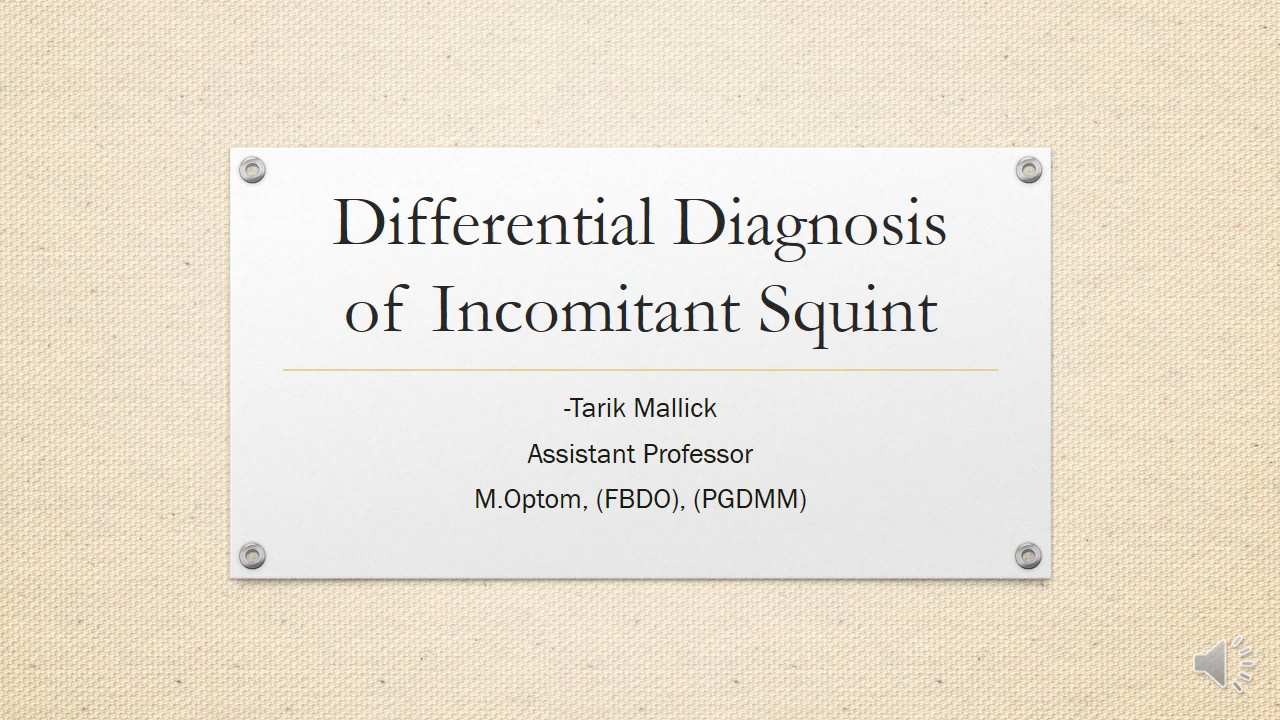 Differential Diagnosis
of Incomitant Squint
-Tarik Mallick
Assistant Professor
M.Optom, (FBDO), (PGDMM)